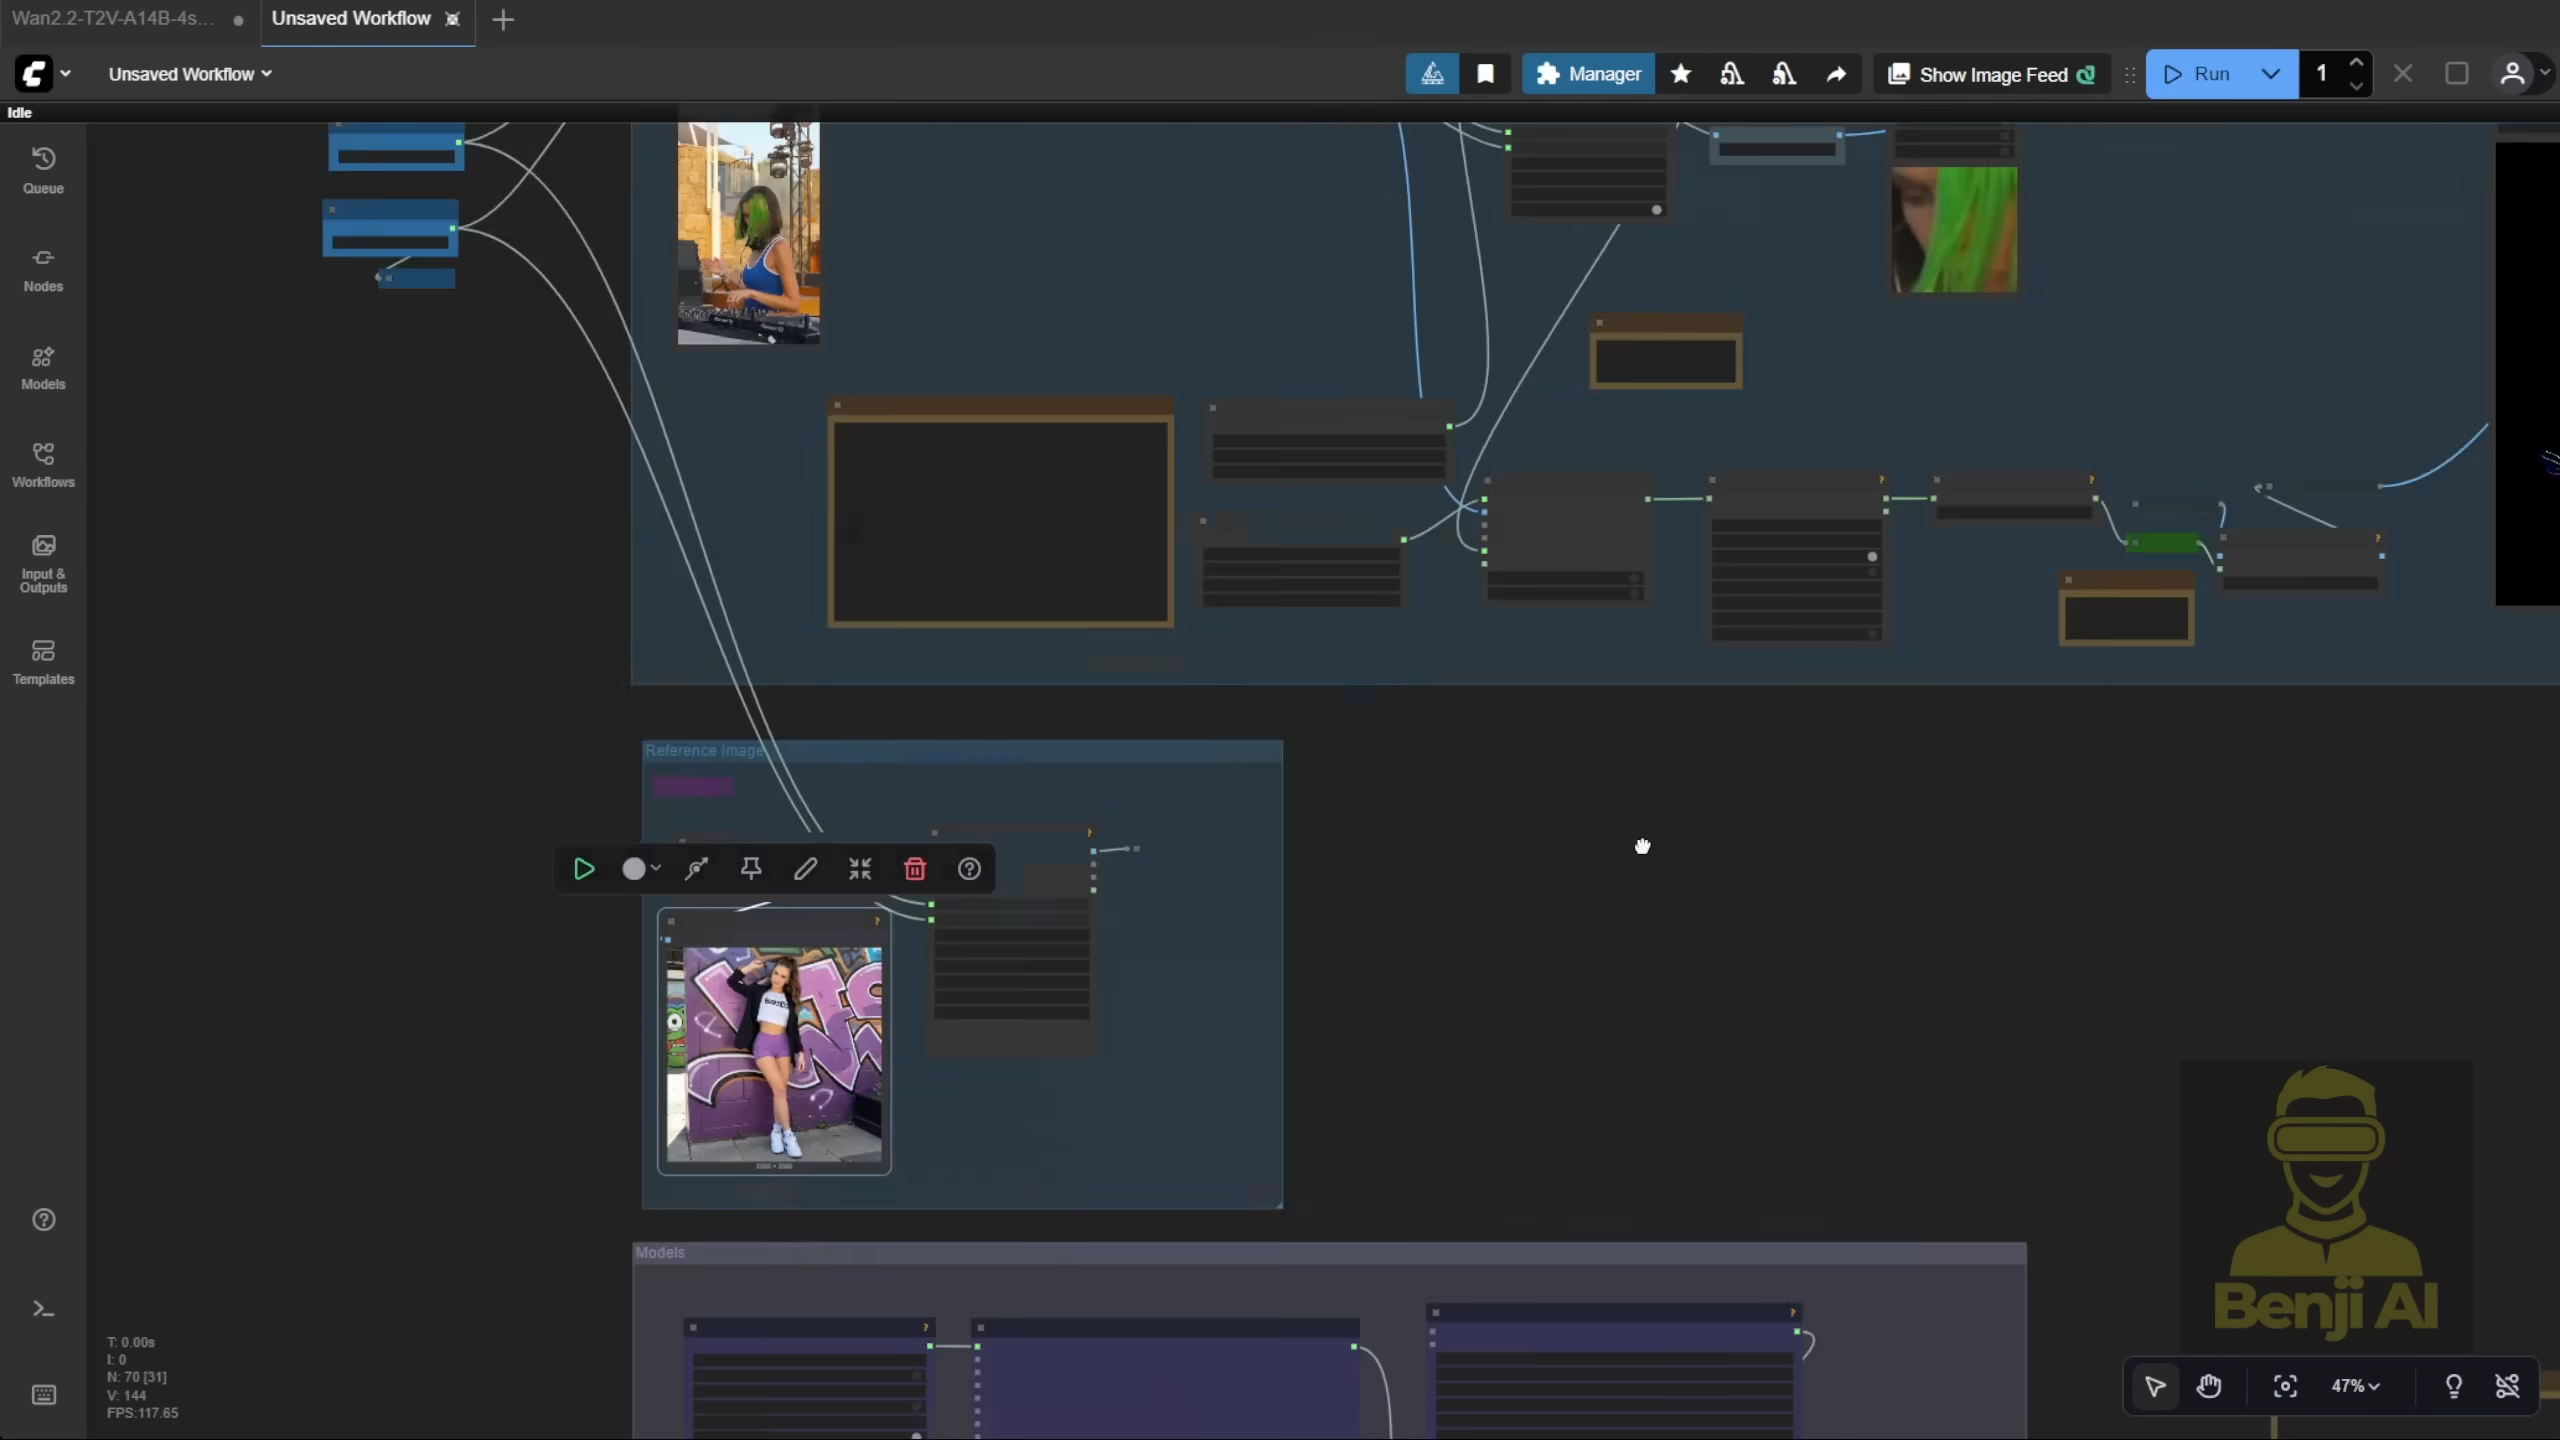 Wan2.2-T2V-A14B-4s...
Unsaved Workflow
Unsaved Workflow
Manager
Show Image Feed
Run
1
Idle
Queue
Nodes
Models
Workflows
Input &
Outputs
Templates
Reference Image
Models
T: 0.00s
I: 0
N: 70 [31]
V: 144
FPS:117.65
Benji AI
47%